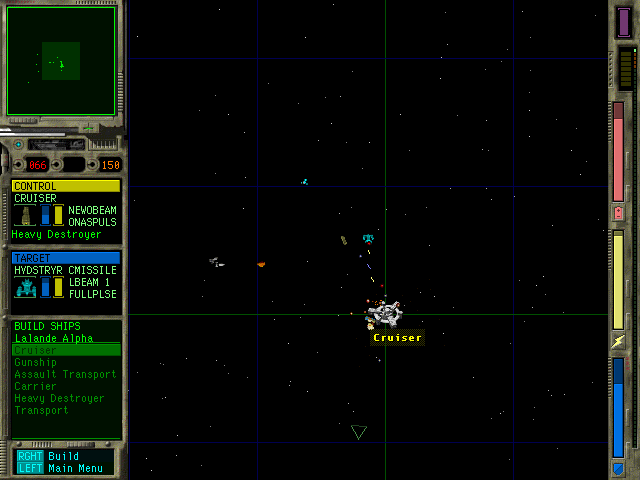 066
150
CONTROL
CRUISER
NEWOBEAM
ONASPULS
Heavy Destroyer
TARGET
HVDSTRYR CMISSILE
LBEAM 1
FULLPLSE
BUILD SHIPS
Lalande Alpha
Cruiser
Gunship
Assault Transport
Carrier
Heavy Destroyer
Transport
RGHT Build
LEFT Main Menu
Cruiser